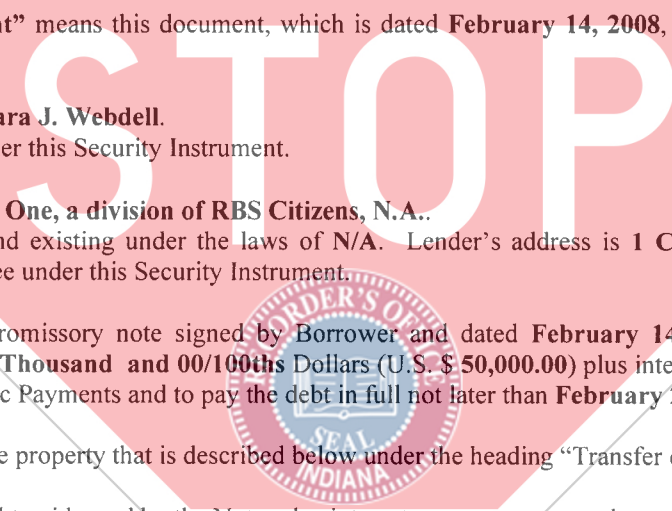 nt” means this document, which is dated February 14, 2008,
STOP
ara J. Webdell.
er this Security Instrument.
One, a division of RBS Citizens, N.A..
nd existing under the laws of N/A. Lender's address is 1 C
ee under this Security Instrument.
romissory note signed by Borrower and dated February 14
Thousand and 00/100ths Dollars (U.S. $ 50,000.00) plus inte
c Payments and to pay the debt in full not later than February
RECORDER'S OF
SEAL
INDIANA
e property that is described below under the heading “Transfer